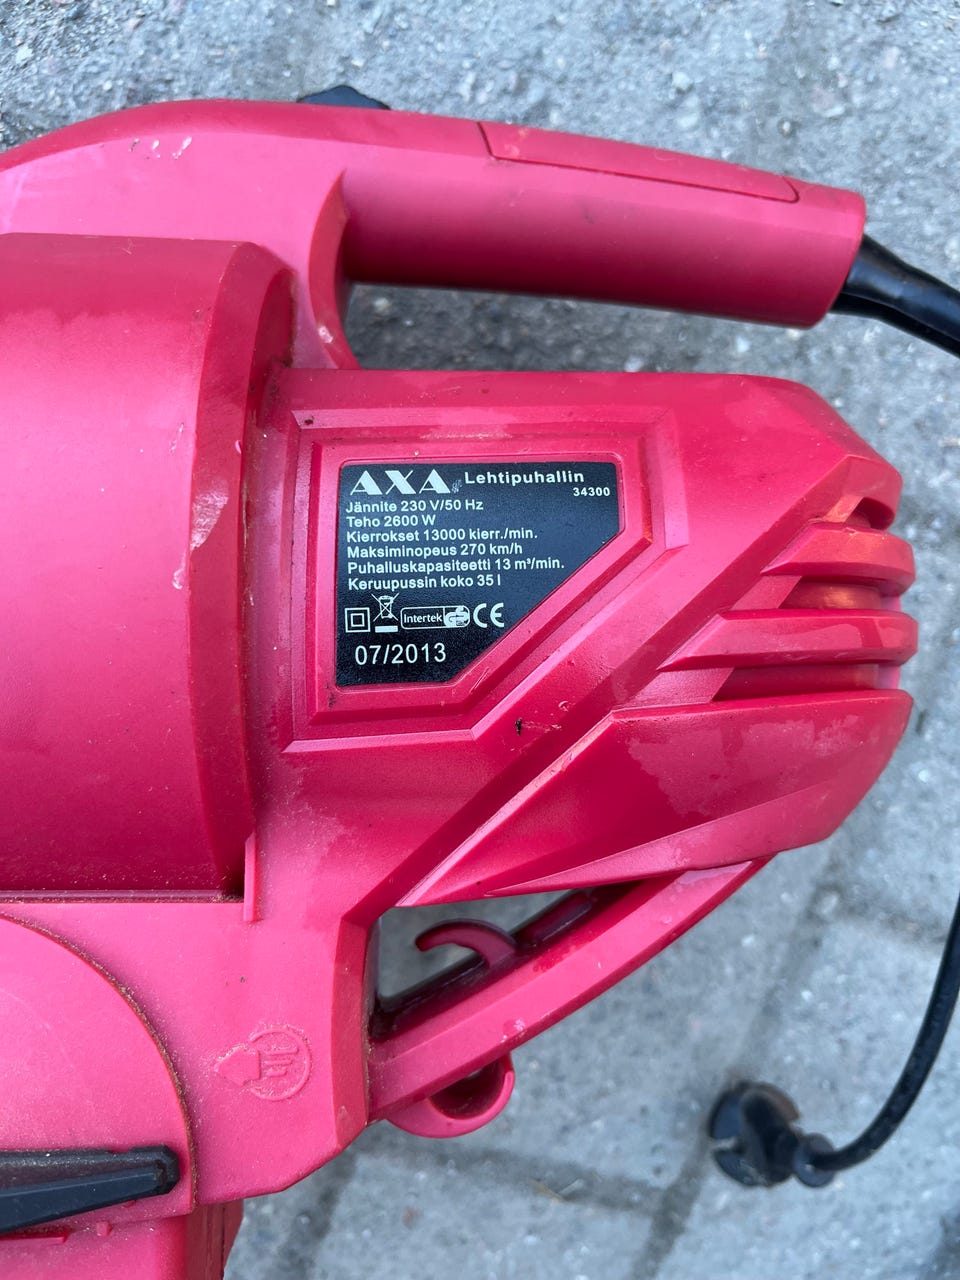 AXA Lehtipuhallin
34300
Jännite 230 V/50 Hz
Teho 2600 W
Kierrokset 13000 kierr./min.
Maksiminopeus 270 km/h
Puhalluskapasiteetti 13 m³/min.
Keruupussin koko 35 l
Intertek GS CE
07/2013